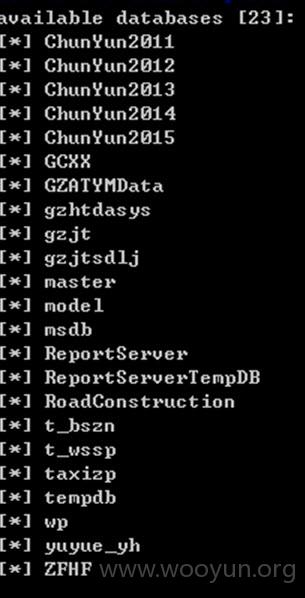 available databases [23]:
[*] ChunYun2011
[*] ChunYun2012
[*] ChunYun2013
[*] ChunYun2014
[*] ChunYun2015
[*] GCXX
[*] GZATYMData
[*] gzhtdasys
[*] gzjt
[*] gzjtsdlj
[*] master
[*] model
[*] msdb
[*] ReportServer
[*] ReportServerTempDB
[*] RoadConstruction
[*] t_bszn
[*] t_wssp
[*] taxizp
[*] tempdb
[*] wp
[*] yuyue_yh
[*] ZFHF
www.wooyun.org